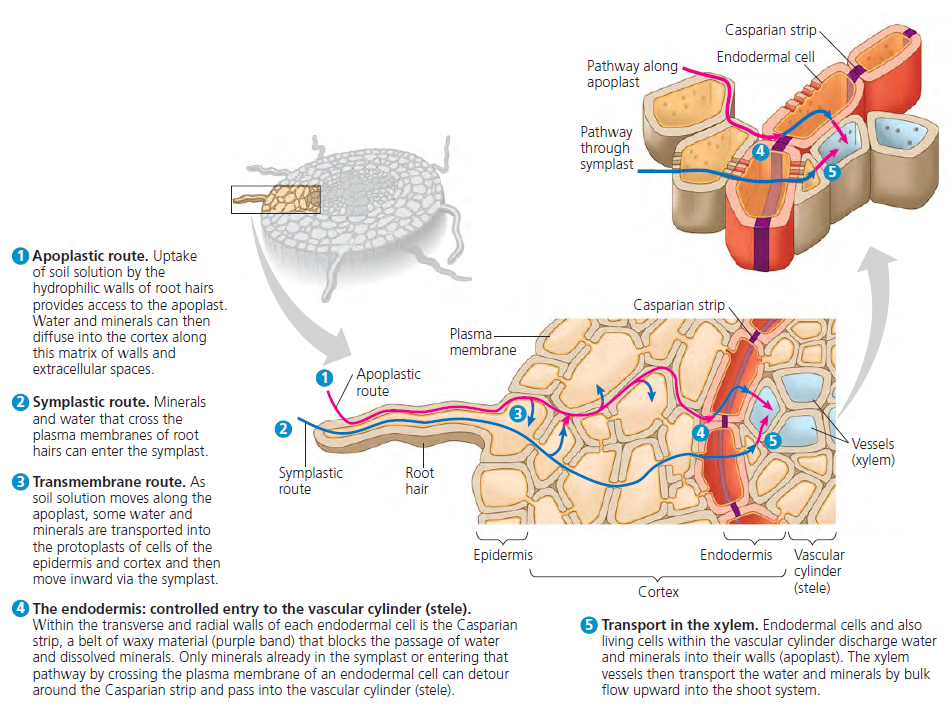 Casparian strip
Endodermal cell
Pathway along
apoplast
Pathway
through
symplast
4
5
1 Apoplastic route. Uptake
of soil solution by the
hydrophilic walls of root hairs
provides access to the apoplast.
Water and minerals can then
diffuse into the cortex along
this matrix of walls and
extracellular spaces.
2 Symplastic route. Minerals
and water that cross the
plasma membranes of root
hairs can enter the symplast.
3 Transmembrane route. As
soil solution moves along the
apoplast, some water and
minerals are transported into
the protoplasts of cells of the
epidermis and cortex and then
move inward via the symplast.
Casparian strip
Plasma
membrane
1
Apoplastic
route
2
3
4
5
Symplastic
route
Root
hair
Vessels
(xylem)
Epidermis
Endodermis
Vascular
cylinder
(stele)
Cortex
4 The endodermis: controlled entry to the vascular cylinder (stele).
Within the transverse and radial walls of each endodermal cell is the Casparian
strip, a belt of waxy material (purple band) that blocks the passage of water
and dissolved minerals. Only minerals already in the symplast or entering that
pathway by crossing the plasma membrane of an endodermal cell can detour
around the Casparian strip and pass into the vascular cylinder (stele).
5 Transport in the xylem. Endodermal cells and also
living cells within the vascular cylinder discharge water
and minerals into their walls (apoplast). The xylem
vessels then transport the water and minerals by bulk
flow upward into the shoot system.